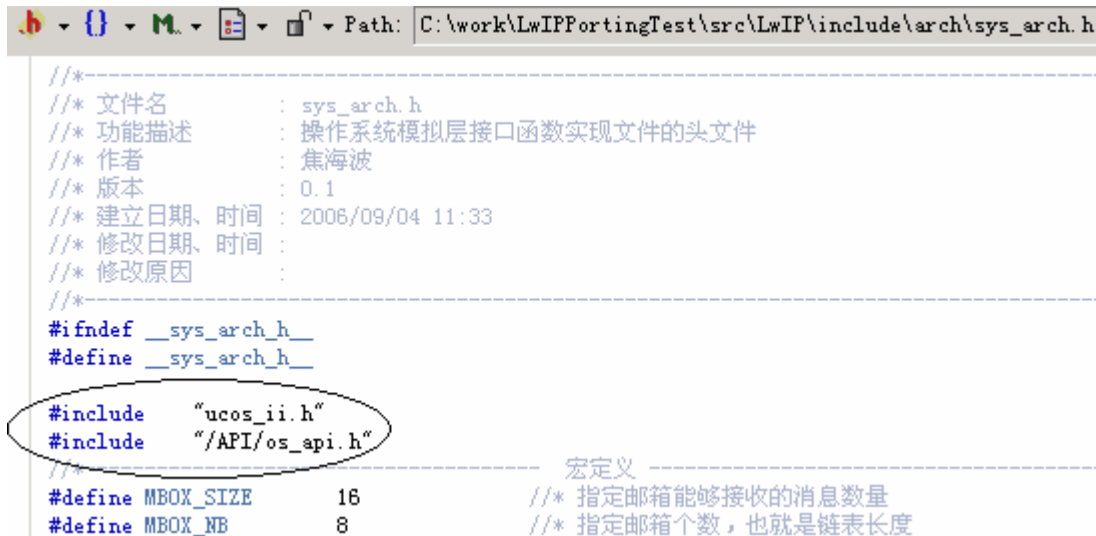 Path: C:\work\LwIPPortingTest\src\LwIP\include\arch\sys_arch.h
//*------------------------------------------------------------
//* 文件名 : sys_arch.h
//* 功能描述 : 操作系统模拟层接口函数实现文件的头文件
//* 作者 : 焦海波
//* 版本 : 0.1
//* 建立日期、时间 : 2006/09/04 11:33
//* 修改日期、时间 :
//* 修改原因 :
//*------------------------------------------------------------
#ifndef __sys_arch_h__
#define __sys_arch_h__
#include "ucos_ii.h"
#include "/API/os_api.h"
//*------------------------------ 宏定义 ------------------------------
#define MBOX_SIZE 16 //* 指定邮箱能够接收的消息数量
#define MBOX_NB 8 //* 指定邮箱个数，也就是链表长度